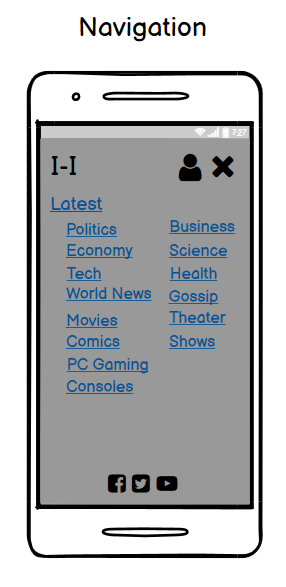 Navigation
7:27
I-I
Latest
Politics
Economy
Tech
World News
Movies
Comics
PC Gaming
Consoles
Business
Science
Health
Gossip
Theater
Shows